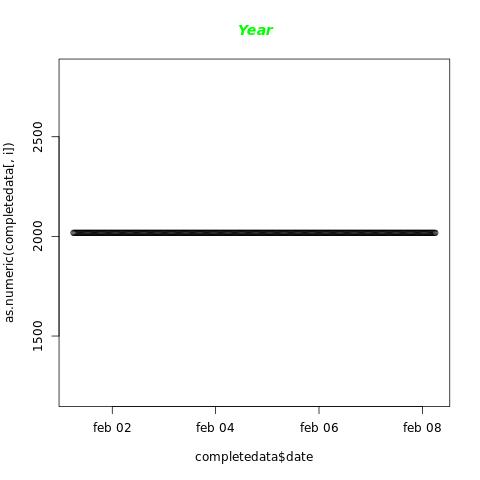 Year
as.numeric(completedata[, i])
2500
2000
1500
feb 02
feb 04
feb 06
feb 08
completedata$date